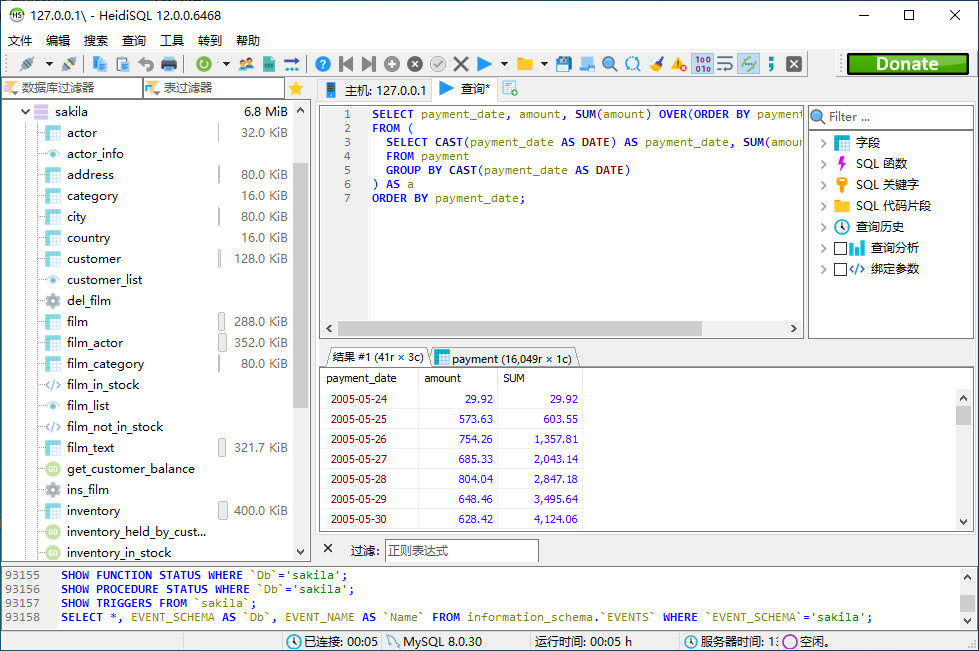 127.0.0.1\ - HeidiSQL 12.0.0.6468
文件 编辑 搜索 查询 工具 转到 帮助
Donate
数据库过滤器 表过滤器
主机: 127.0.0.1 查询*
sakila 6.8 MiB
actor 32.0 KiB
actor_info
address 80.0 KiB
category 16.0 KiB
city 80.0 KiB
country 16.0 KiB
customer 128.0 KiB
customer_list
del_film
film 288.0 KiB
film_actor 352.0 KiB
film_category 80.0 KiB
film_in_stock
film_list
film_not_in_stock
film_text 321.7 KiB
get_customer_balance
ins_film
inventory 400.0 KiB
inventory_held_by_cust...
inventory_in_stock
1 SELECT payment_date, amount, SUM(amount) OVER(ORDER BY payment
2 FROM (
3 SELECT CAST(payment_date AS DATE) AS payment_date, SUM(amour
4 FROM payment
5 GROUP BY CAST(payment_date AS DATE)
6 ) AS a
7 ORDER BY payment_date;
Filter ...
字段
SQL 函数
SQL 关键字
SQL 代码片段
查询历史
查询分析
绑定参数
结果 #1 (41r × 3c) payment (16,049r × 1c)
payment_date amount SUM
2005-05-24 29.92 29.92
2005-05-25 573.63 603.55
2005-05-26 754.26 1,357.81
2005-05-27 685.33 2,043.14
2005-05-28 804.04 2,847.18
2005-05-29 648.46 3,495.64
2005-05-30 628.42 4,124.06
过滤: 正则表达式
93155 SHOW FUNCTION STATUS WHERE `Db`='sakila';
93156 SHOW PROCEDURE STATUS WHERE `Db`='sakila';
93157 SHOW TRIGGERS FROM `sakila`;
93158 SELECT *, EVENT_SCHEMA AS `Db`, EVENT_NAME AS `Name` FROM information_schema.`EVENTS` WHERE `EVENT_SCHEMA`='sakila';
已连接: 00:05 MySQL 8.0.30 运行时间: 00:05 h 服务器时间: 13 空闲。